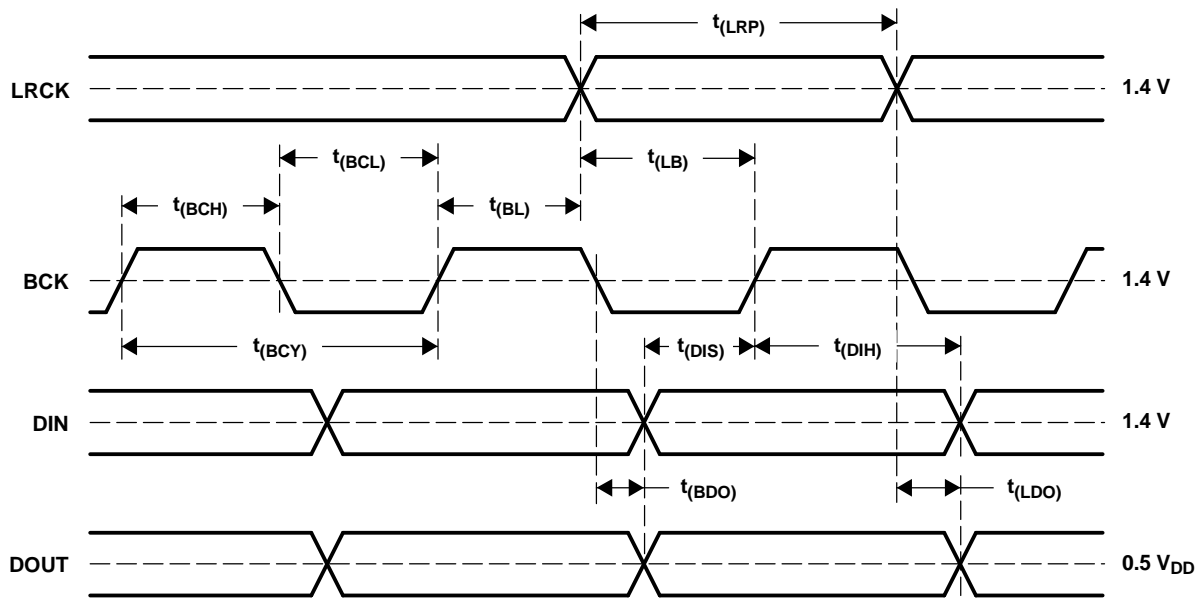 t(LRP)
LRCK
1.4 V
t(BCL)
t(LB)
t(BCH)
t(BL)
BCK
1.4 V
t(BCY)
t(DIS)
t(DIH)
DIN
1.4 V
t(BDO)
t(LDO)
DOUT
0.5 VDD